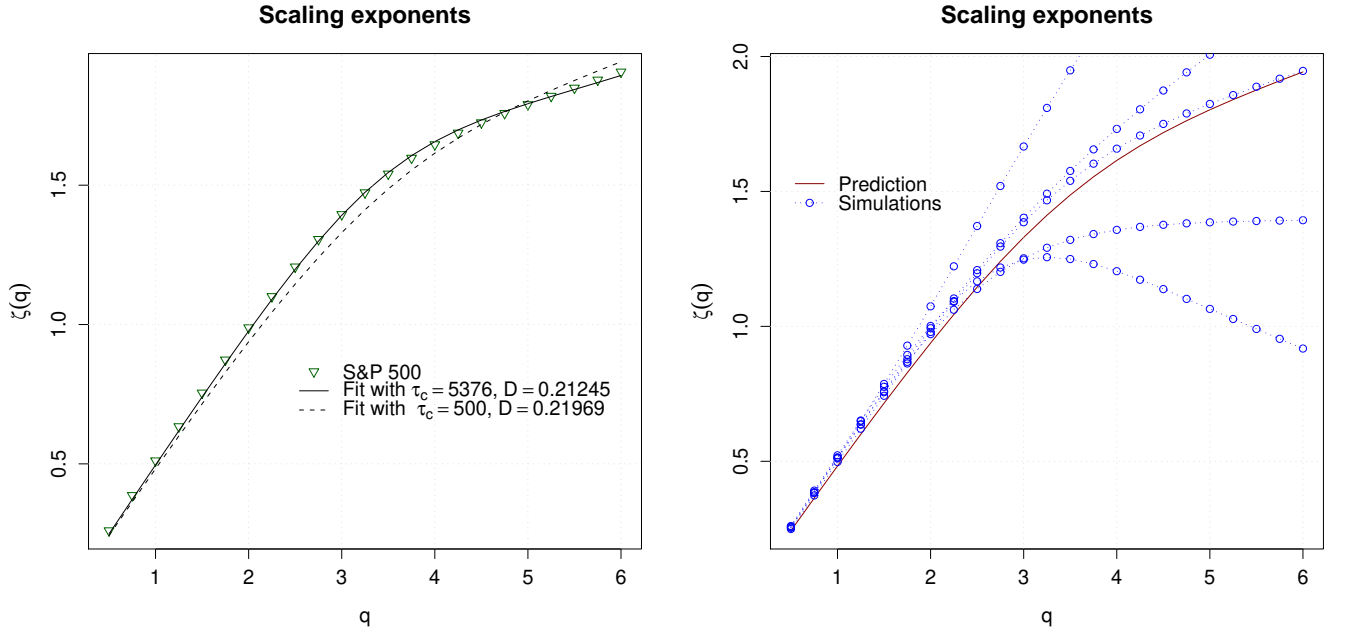 Scaling exponents
ζ(q)
1.5
1.0
0.5
S&P 500
Fit with τc = 5376, D = 0.21245
Fit with τc = 500, D = 0.21969
1 2 3 4 5 6
q
Scaling exponents
ζ(q)
2.0
1.5
1.0
0.5
Prediction
Simulations
1 2 3 4 5 6
q